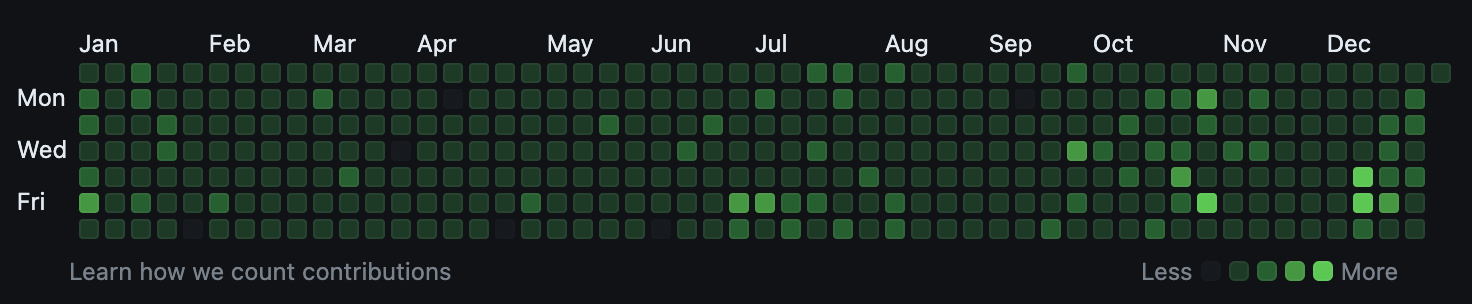 Jan Feb Mar Apr May Jun Jul Aug Sep Oct Nov Dec
Mon
Wed
Fri
Learn how we count contributions Less More